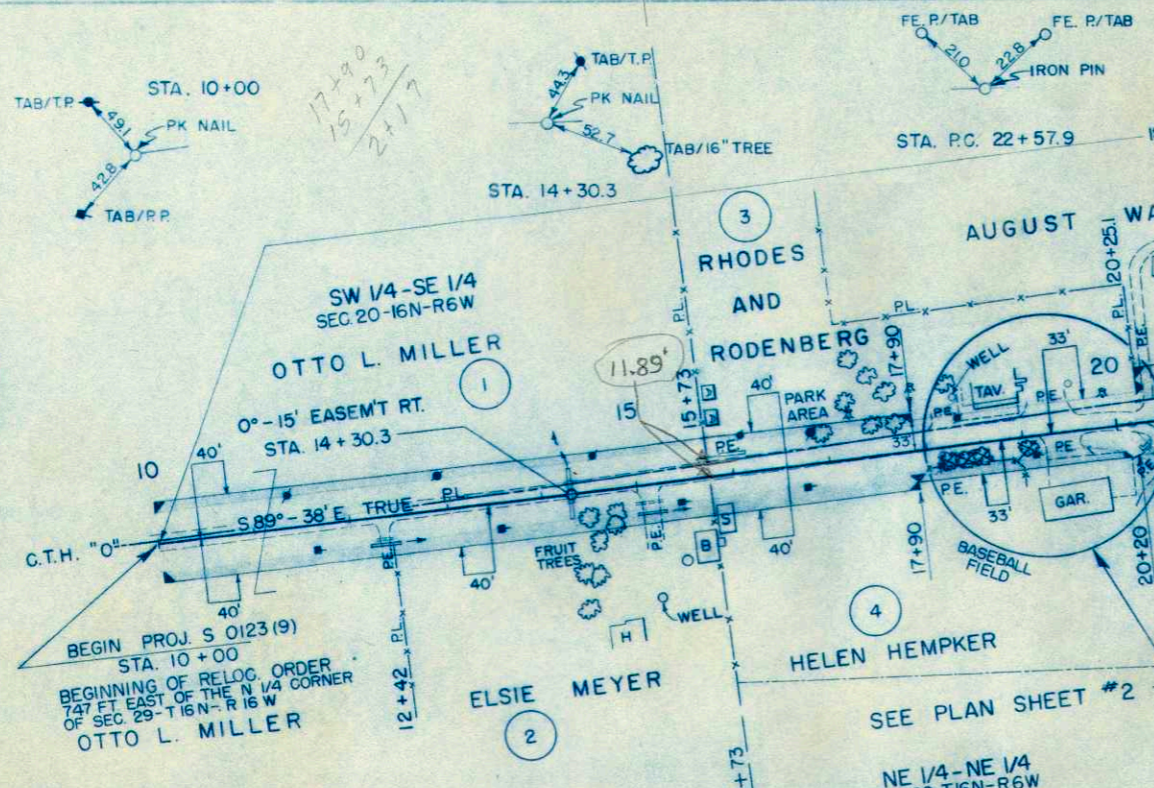 TAB/T.P.
STA. 10+00
49.1
PK NAIL
42.8
TAB/P.P.
17+90
15+73
2+17
TAB/T.P.
44.3
PK NAIL
52.7
TAB/16" TREE
STA. 14+30.3
FE. P./TAB
FE. P./TAB
21.0
22.8
IRON PIN
STA. P.C. 22+57.9
3
RHODES
AND
RODENBERG
AUGUST
P.L.
20+25.1
SW 1/4-SE 1/4
SEC. 20-16N-R6W
OTTO L. MILLER
1
0°-15' EASEM'T RT.
STA. 14+30.3
11.89'
P.L.
15+73
17+90
P.L.
P.E.
10
15
20
40'
40'
PARK
AREA
WELL
33'
TAV.
P.E.
P.E.
C.T.H. "O"
S.89°-38' E, TRUE
P.L.
P.E.
33'
P.E.
P.E.
P.E.
P.E.
40'
40'
40'
FRUIT
TREES
S
B
33'
GAR.
BASEBALL
FIELD
17+90
20+20
BEGIN PROJ. S 0123(9)
STA. 10+00
BEGINNING OF RELOC. ORDER
747 FT EAST OF THE N 1/4 CORNER
OF SEC. 29-T16N-R16W
OTTO L. MILLER
P.L.
12+42
WELL
H
ELSIE MEYER
2
4
HELEN HEMPKER
SEE PLAN SHEET #2
+73
NE 1/4-NE 1/4
T16N-R6W